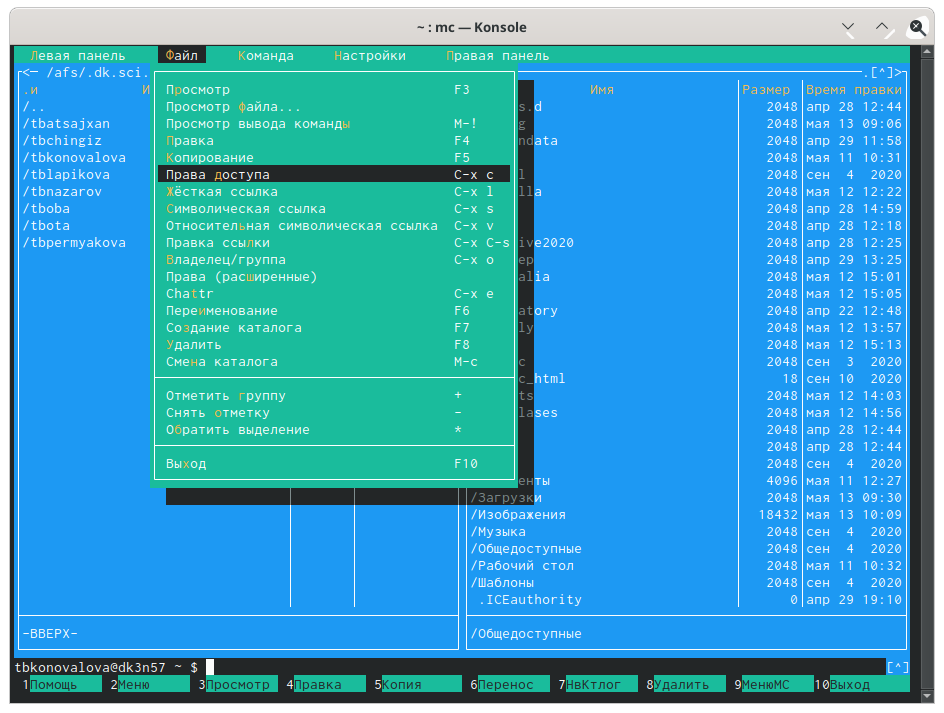 ~ : mc — Konsole
Левая панель Файл Команда Настройки Правая панель
<— /afs/.dk.sci. .[^]>
.и И Просмотр F3 Имя Размер Время правки
/.. Просмотр файла... s.d 2048 апр 28 12:44
/tbatsajxan Просмотр вывода команды M-! g 2048 мая 13 09:06
/tbchingiz Правка F4 ndata 2048 апр 29 11:58
/tbkonovalova Копирование F5 2048 мая 11 10:31
/tblapikova Права доступа C-x c l 2048 сен 4 2020
/tbnazarov Жёсткая ссылка C-x l lla 2048 мая 12 12:22
/tboba Символическая ссылка C-x s 2048 апр 28 14:59
/tbota Относительная символическая ссылка C-x v 2048 апр 28 12:18
/tbpermyakova Правка ссылки C-x C-s ive2020 2048 апр 28 12:25
Владелец/группа C-x o ep 2048 апр 29 13:25
Права (расширенные) alia 2048 мая 12 15:01
Chattr C-x e 2048 мая 12 15:05
Переименование F6 atory 2048 апр 22 12:48
Создание каталога F7 ly 2048 мая 12 13:57
Удалить F8 2048 мая 12 15:13
Смена каталога M-c c 2048 сен 3 2020
c_html 18 сен 10 2020
Отметить группу + ts 2048 мая 12 14:03
Снять отметку - lases 2048 мая 12 14:56
Обратить выделение * 2048 апр 28 12:44
2048 апр 28 12:44
Выход F10 2048 сен 4 2020
енты 4096 мая 11 12:27
/Загрузки 2048 мая 13 09:30
/Изображения 18432 мая 13 10:09
/Музыка 2048 сен 4 2020
/Общедоступные 2048 сен 4 2020
/Рабочий стол 2048 мая 11 10:32
/Шаблоны 2048 сен 4 2020
.ICEauthority 0 апр 29 19:10
-ВВЕРХ- /Общедоступные
tbkonovalova@dk3n57 ~ $ [^]
1Помощь 2Меню 3Просмотр 4Правка 5Копия 6Перенос 7НвКтлог 8Удалить 9МенюMC 10Выход